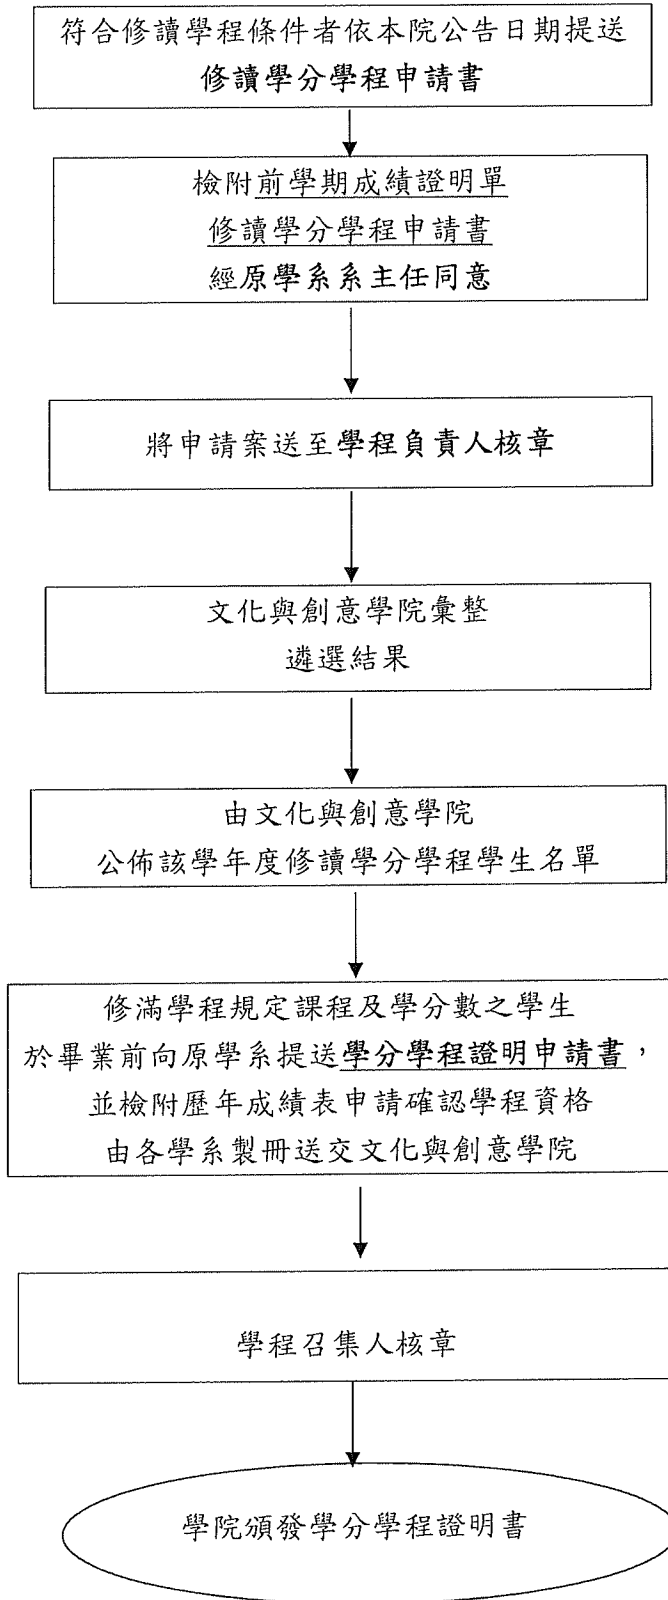 符合修讀學程條件者依本院公告日期提送
修讀學分學程申請書
檢附前學期成績證明單
修讀學分學程申請書
經原學系系主任同意
將申請案送至學程負責人核章
文化與創意學院彙整
遴選結果
由文化與創意學院
公佈該學年度修讀學分學程學生名單
修滿學程規定課程及學分數之學生
於畢業前向原學系提送學分學程證明申請書，
並檢附歷年成績表申請確認學程資格
由各學系製冊送交文化與創意學院
學程召集人核章
學院頒發學分學程證明書